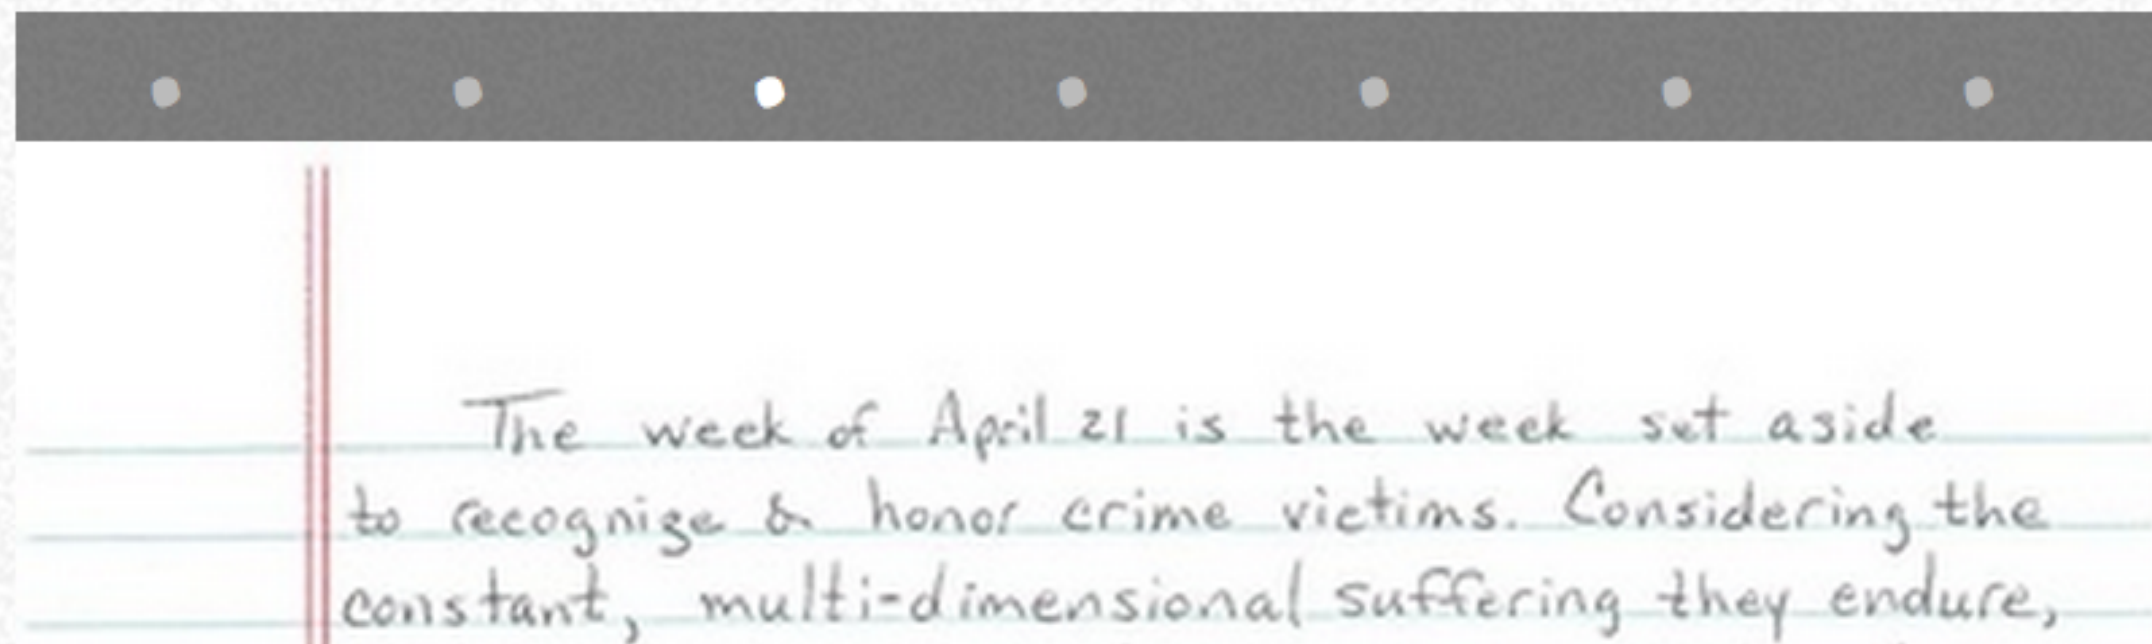 The week of April 21 is the week set aside
to recognize & honor crime victims. Considering the
constant, multi-dimensional suffering they endure,